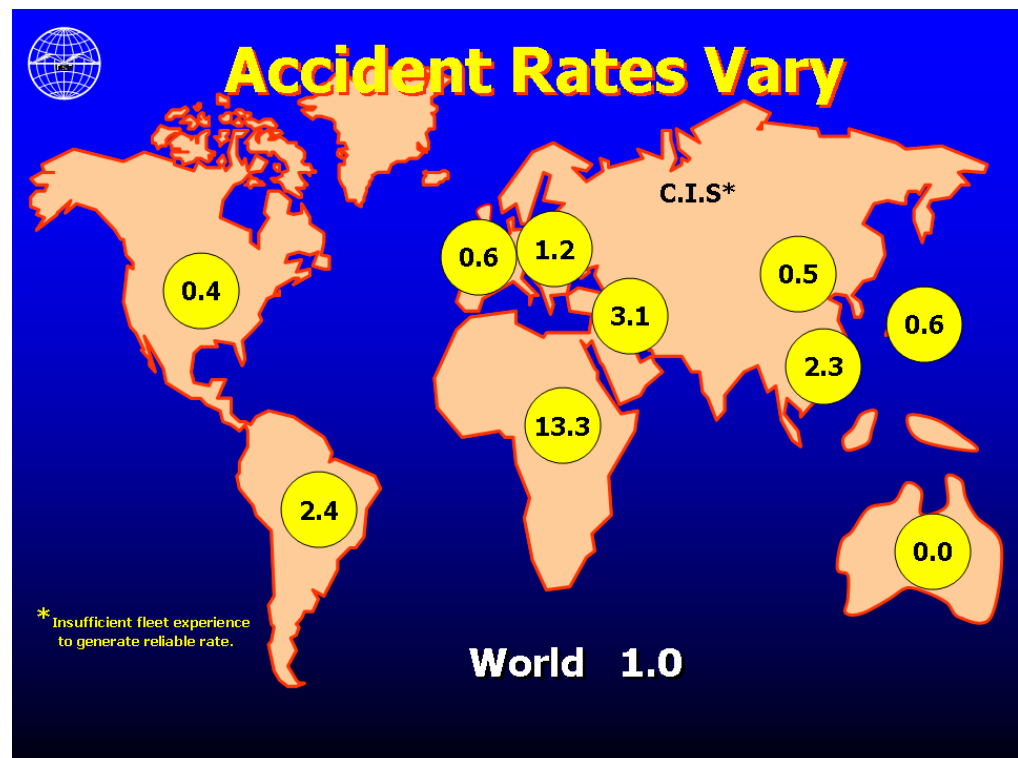 Accident Rates Vary
C.I.S*
0.6
1.2
0.5
0.4
3.1
0.6
2.3
13.3
2.4
0.0
* Insufficient fleet experience
to generate reliable rate.
World 1.0